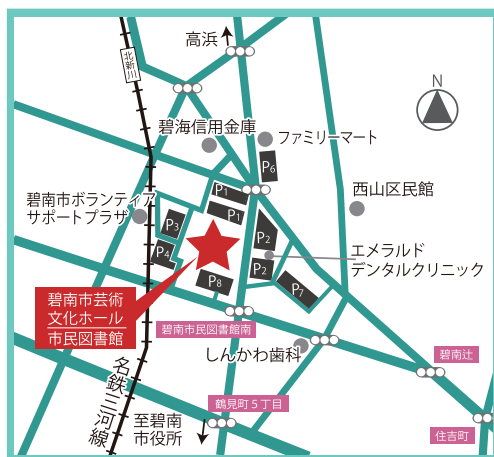 高浜
北新川
N
碧海信用金庫
ファミリーマート
P6
P1
P1
碧南市ボランティア
サポートプラザ
西山区民館
P3
P2
P4
P2
エメラルド
デンタルクリニック
P8
P7
碧南市芸術
文化ホール
市民図書館
碧南市民図書館南
しんかわ歯科
碧南辻
名鉄三河線
鶴見町5丁目
至碧南
市役所
住吉町